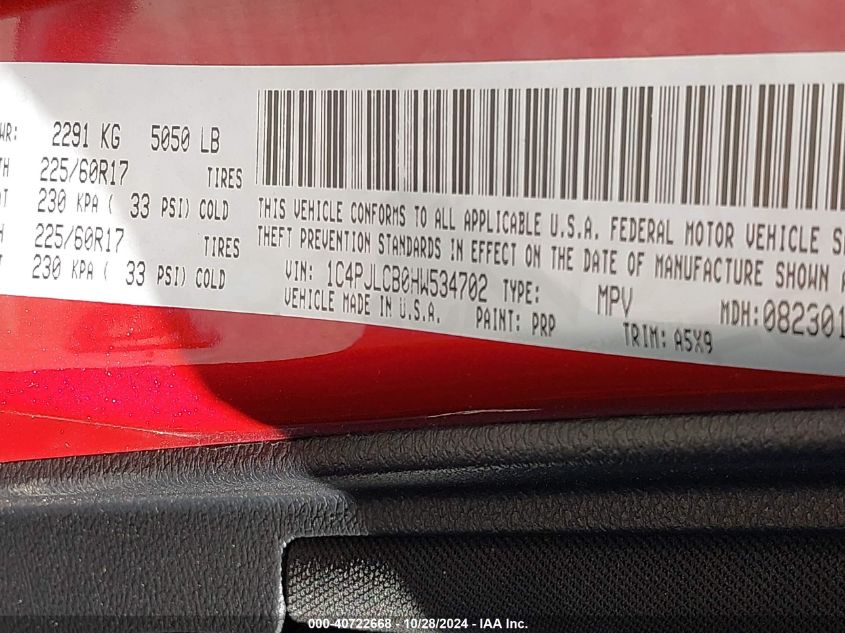 WR: 2291 KG 5050 LB
TH 225/60R17 TIRES
AT 230 KPA ( 33 PSI) COLD
H 225/60R17 TIRES
T 230 KPA ( 33 PSI) COLD
THIS VEHICLE CONFORMS TO ALL APPLICABLE U.S.A. FEDERAL MOTOR VEHICLE S
THEFT PREVENTION STANDARDS IN EFFECT ON THE DATE OF MANUFACTURE SHOWN A
VIN: 1C4PJLCB0HW534702 TYPE: MPV MDH:082301
VEHICLE MADE IN U.S.A. PAINT: PRP TRIM: A5X9
000-40722668 - 10/28/2024 - IAA Inc.